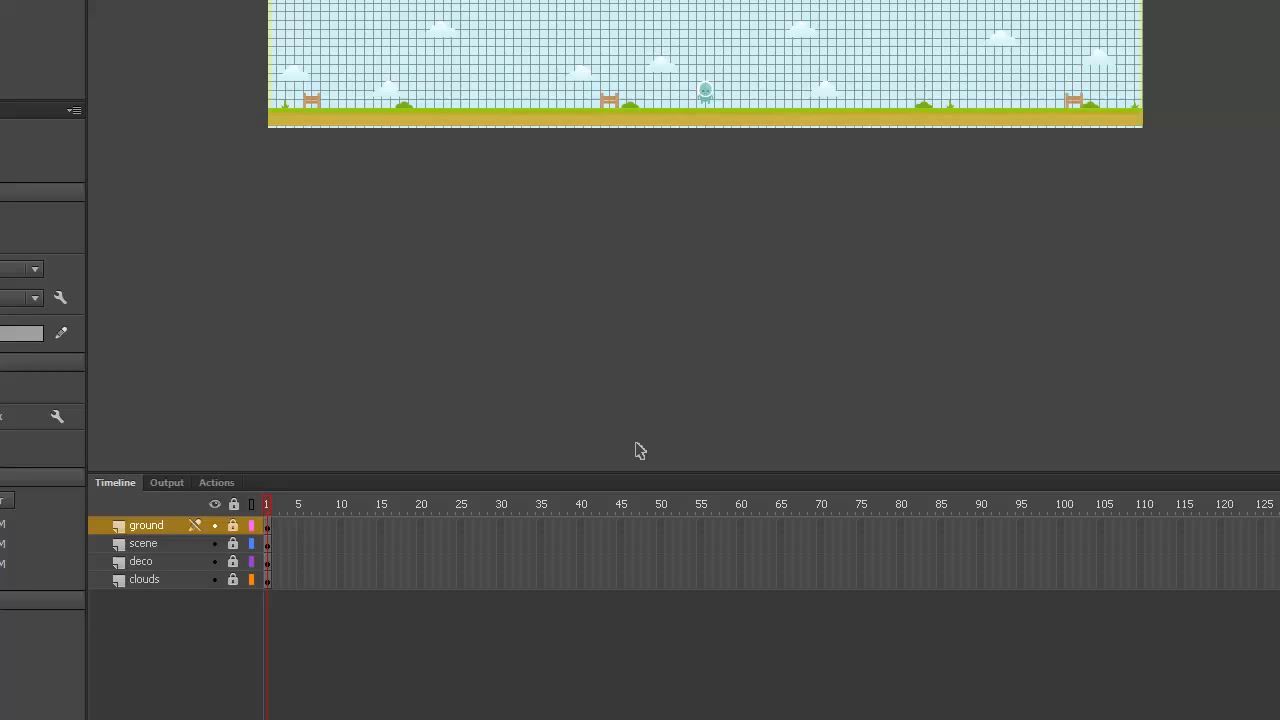 Timeline Output Actions
1 5 10 15 20 25 30 35 40 45 50 55 60 65 70 75 80 85 90 95 100 105 110 115 120 125
ground
scene
deco
clouds